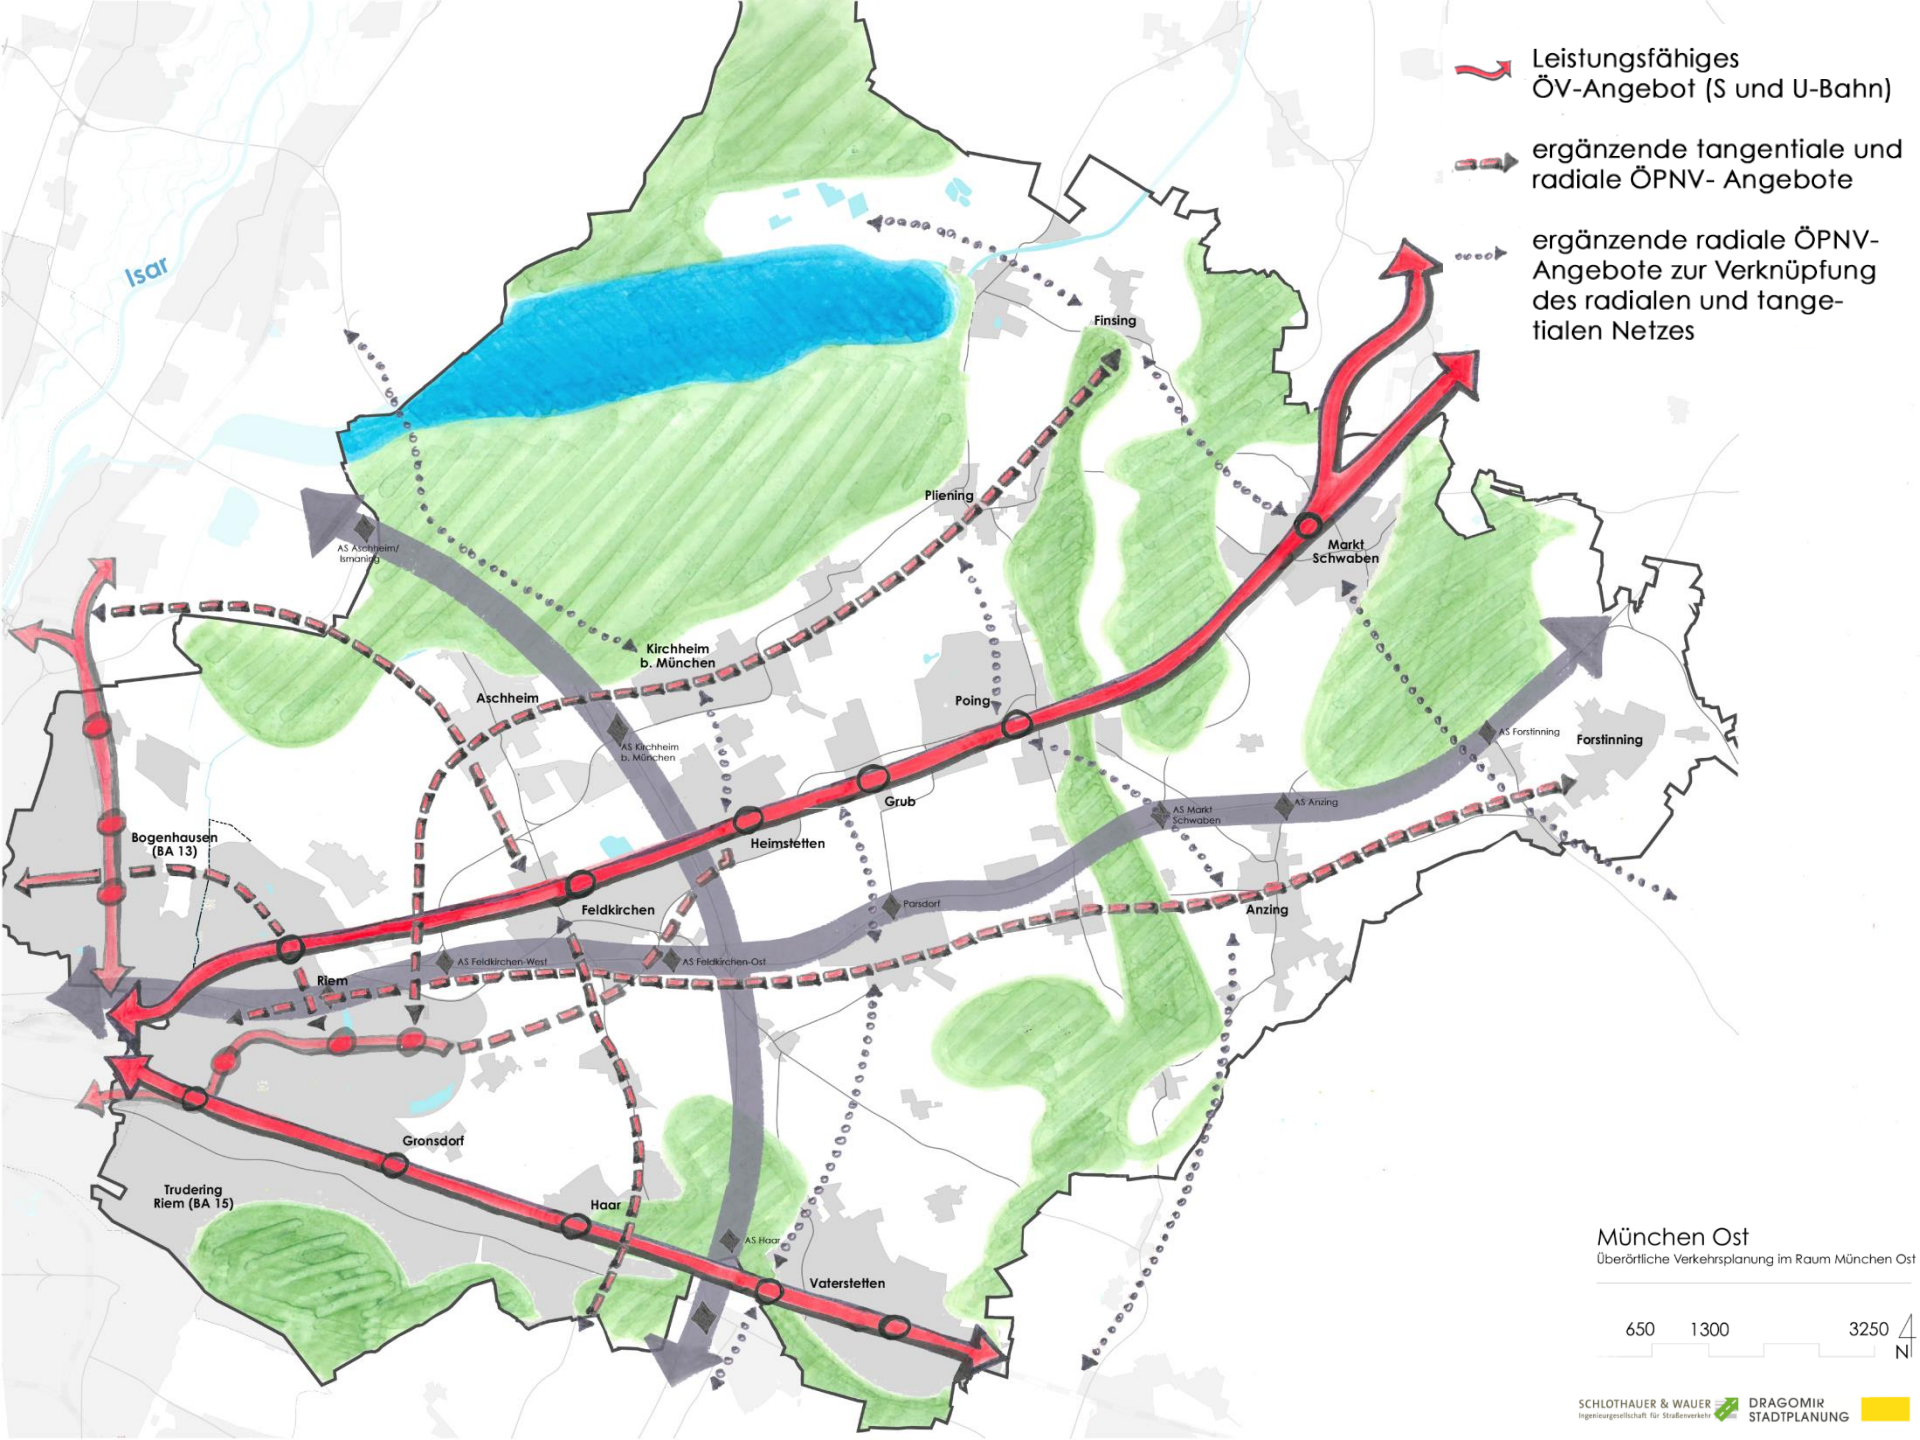 Leistungsfähiges
ÖV-Angebot (S und U-Bahn)
ergänzende tangentiale und
radiale ÖPNV- Angebote
ergänzende radiale ÖPNV-
Angebote zur Verknüpfung
des radialen und tange-
tialen Netzes
Isar
Finsing
Pliening
Markt
Schwaben
AS Aschheim/
Ismaning
Kirchheim
b. München
Aschheim
Poing
AS Kirchheim
b. München
AS Forstinning
Forstinning
Grub
AS Markt
Schwaben
AS Anzing
Bogenhausen
(BA 13)
Heimstetten
Feldkirchen
Parsdorf
Anzing
AS Feldkirchen-West
AS Feldkirchen-Ost
Riem
Gronsdorf
Trudering
Riem (BA 15)
Haar
AS Haar
Vaterstetten
München Ost
Überörtliche Verkehrsplanung im Raum München Ost
650 1300 3250
N
SCHLOTHAUER & WAUER
Ingenieurgesellschaft für Straßenverkehr
DRAGOMIR
STADTPLANUNG